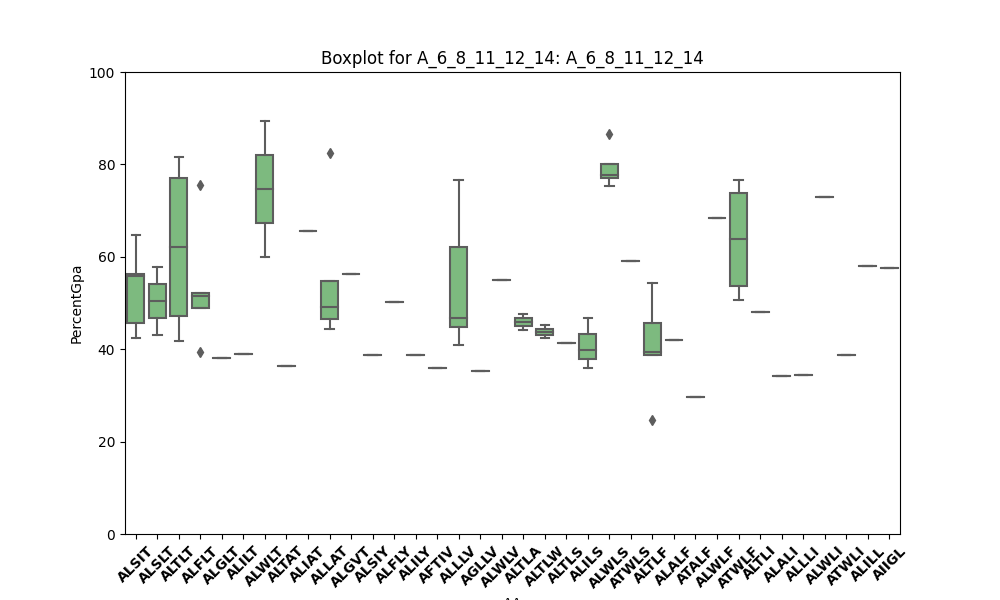 Boxplot for A_6_8_11_12_14: A_6_8_11_12_14
100
80
60
40
20
0
PercentGpa
ALSIT
ALSLT
ALTLT
ALFLT
ALGLT
ALILT
ALWLT
ALTAT
ALIAT
ALLAT
ALGVT
ALSIY
ALFLY
ALILY
AFTIV
ALLLV
AGLLV
ALWLV
ALTLA
ALTLW
ALTLS
ALILS
ALWLS
ATWLS
ALTLF
ALALF
ATALF
ALWLF
ATWLF
ALTLI
ALALI
ALLLI
ALWLI
ATWLI
ALILL
AIIGL